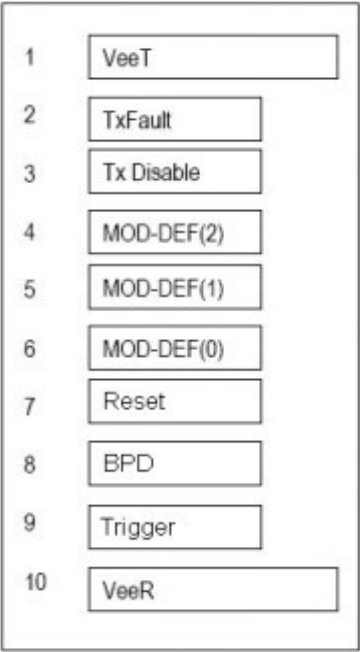 1 VeeT
2 TxFault
3 Tx Disable
4 MOD-DEF(2)
5 MOD-DEF(1)
6 MOD-DEF(0)
7 Reset
8 BPD
9 Trigger
10 VeeR